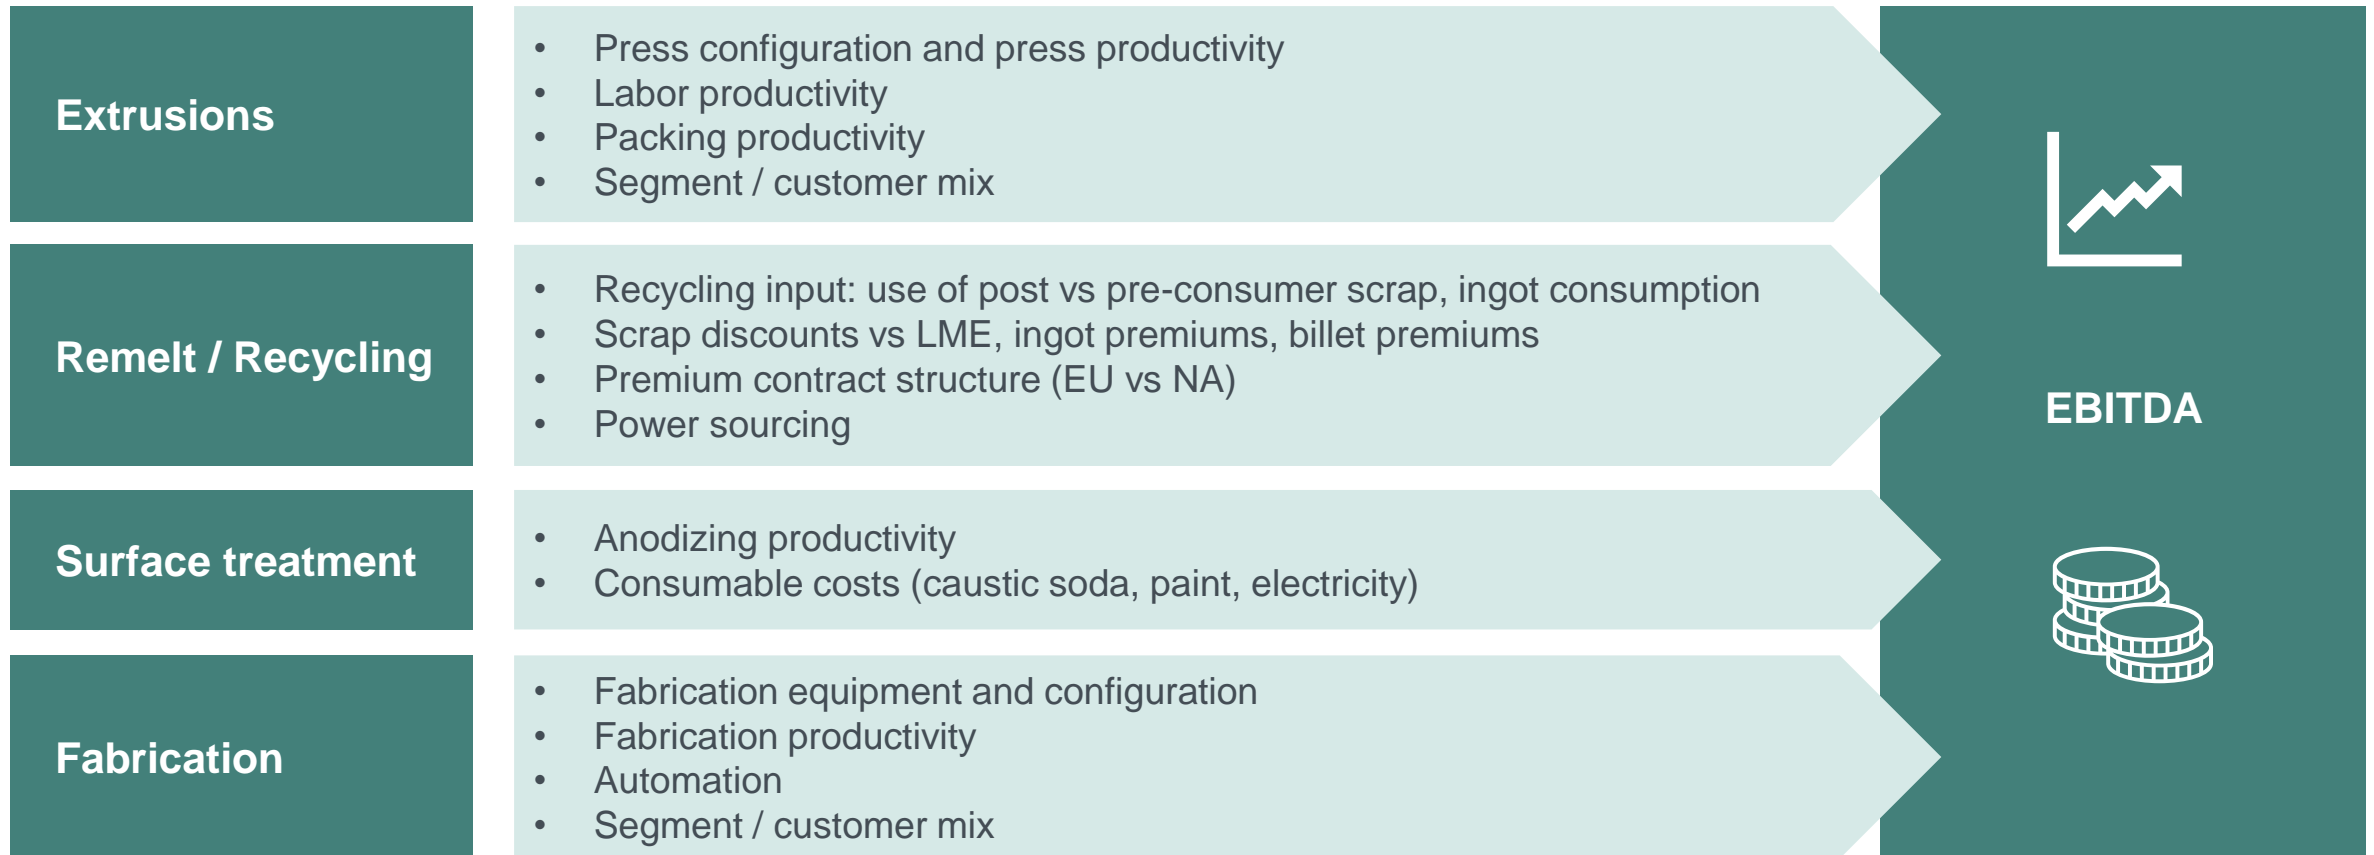 Extrusions
• Press configuration and press productivity
• Labor productivity
• Packing productivity
• Segment / customer mix
Remelt / Recycling
• Recycling input: use of post vs pre-consumer scrap, ingot consumption
• Scrap discounts vs LME, ingot premiums, billet premiums
• Premium contract structure (EU vs NA)
• Power sourcing
Surface treatment
• Anodizing productivity
• Consumable costs (caustic soda, paint, electricity)
Fabrication
• Fabrication equipment and configuration
• Fabrication productivity
• Automation
• Segment / customer mix
EBITDA